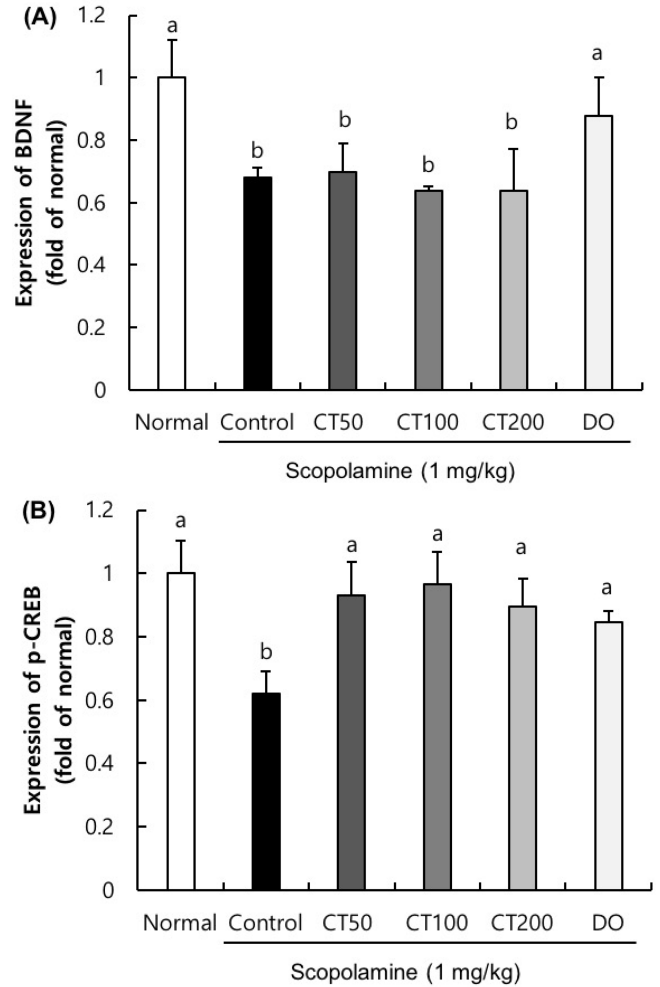 (A)
Expression of BDNF
(fold of normal)
1.2
1
0.8
0.6
0.4
0.2
0
a
b
b
b
b
a
Normal Control CT50 CT100 CT200 DO
Scopolamine (1 mg/kg)
(B)
Expression of p-CREB
(fold of normal)
1.2
1
0.8
0.6
0.4
0.2
0
a
b
a
a
a
a
Normal Control CT50 CT100 CT200 DO
Scopolamine (1 mg/kg)